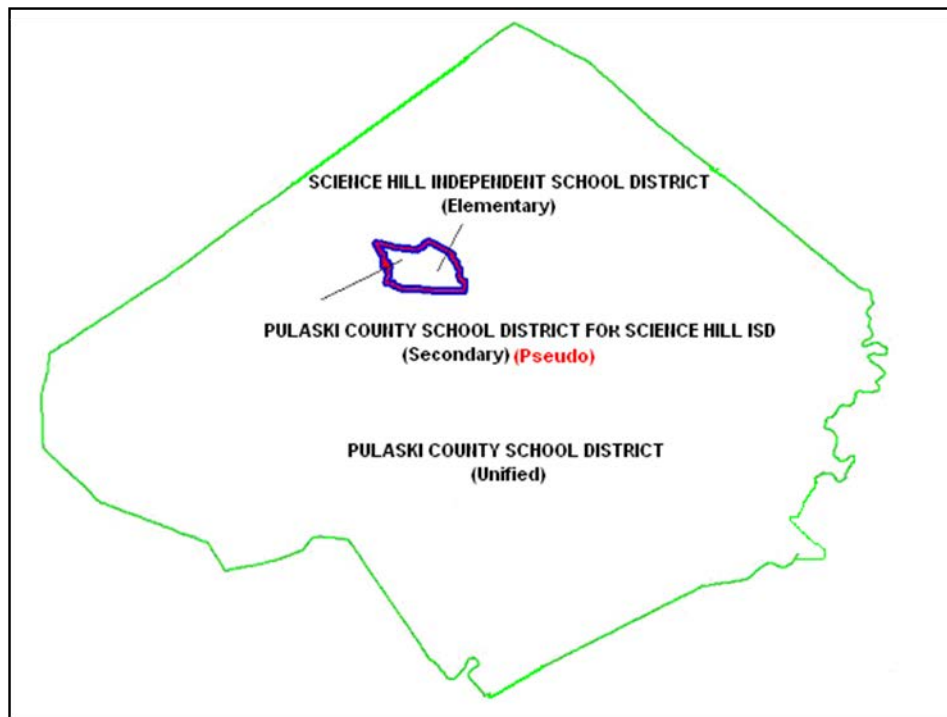 SCIENCE HILL INDEPENDENT SCHOOL DISTRICT
(Elementary)
PULASKI COUNTY SCHOOL DISTRICT FOR SCIENCE HILL ISD
(Secondary) (Pseudo)
PULASKI COUNTY SCHOOL DISTRICT
(Unified)